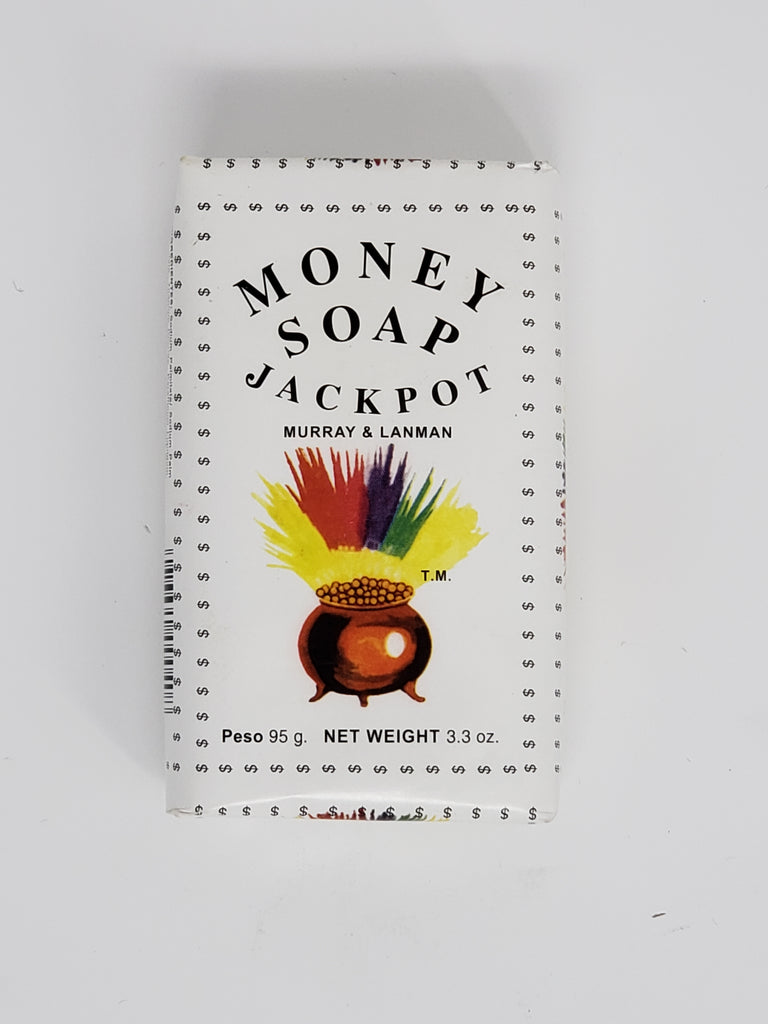 MONEY
SOAP
JACKPOT
MURRAY & LANMAN
T.M.
Peso 95 g. NET WEIGHT 3.3 oz.